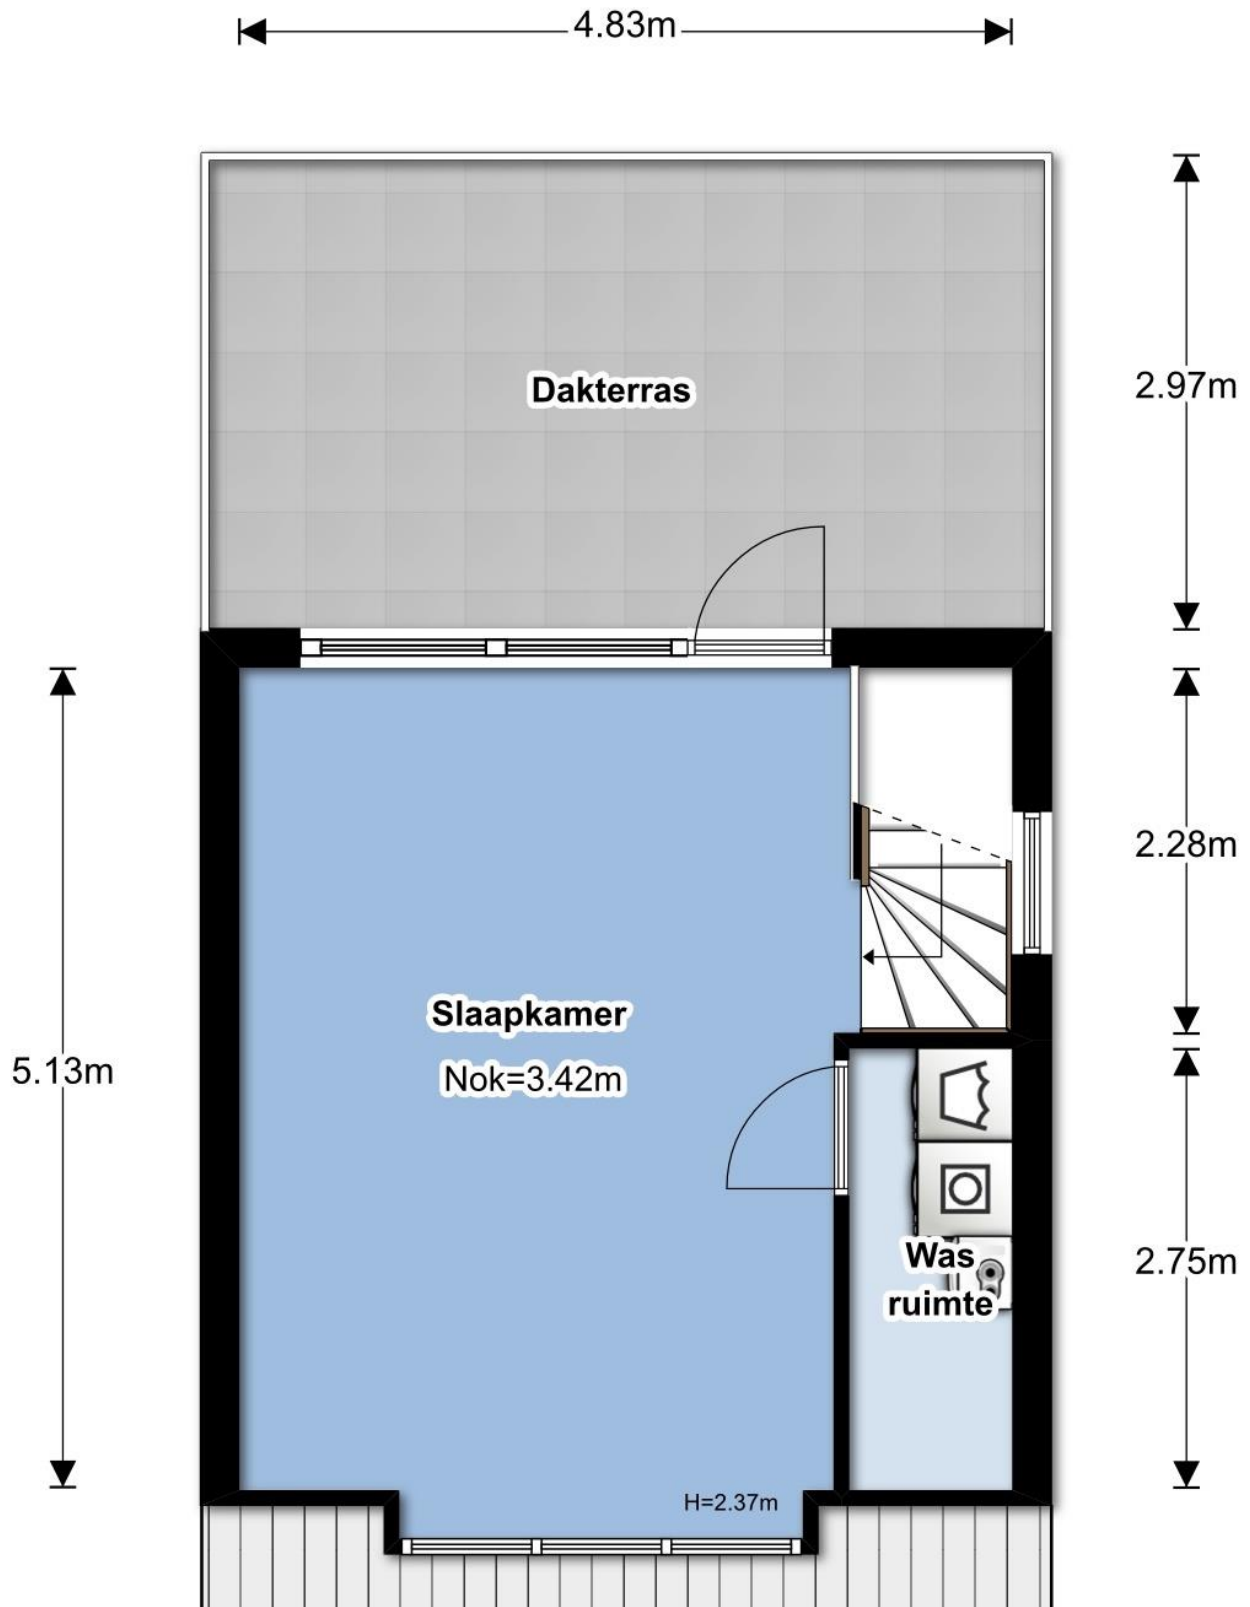 4.83m
Dakterras
2.97m
2.28m
Slaapkamer
Nok=3.42m
5.13m
Was
ruimte
2.75m
H=2.37m